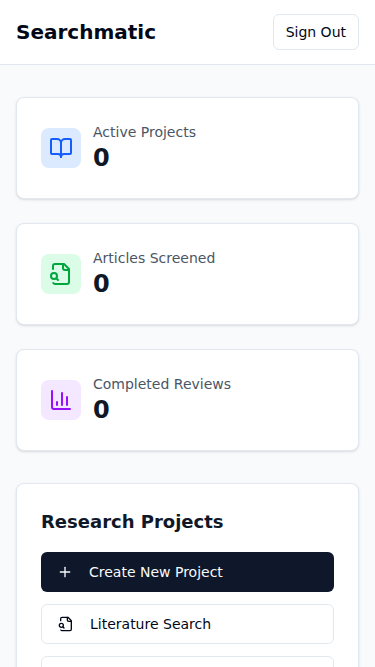 Searchmatic
Sign Out
Active Projects
0
Articles Screened
0
Completed Reviews
0
Research Projects
Create New Project
Literature Search